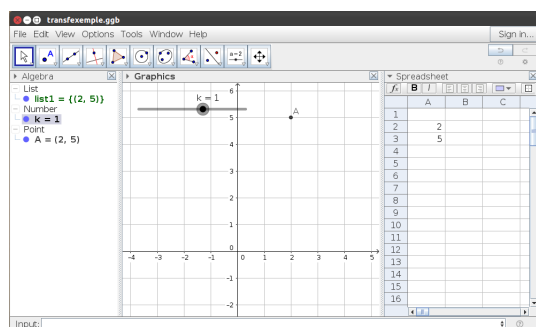 transfexemple.ggb
File Edit View Options Tools Window Help
Sign in...
a=2
Algebra
List
list1 = {(2, 5)}
Number
k = 1
Point
A = (2, 5)
Graphics
k = 1
A
6
5
4
3
2
1
0
-1
-2
-4 -3 -2 -1 0 1 2 3 4 5
Spreadsheet
fx B I
A B C
1
2 2
3 5
4
5
6
7
8
9
10
11
12
13
14
15
16
Input: